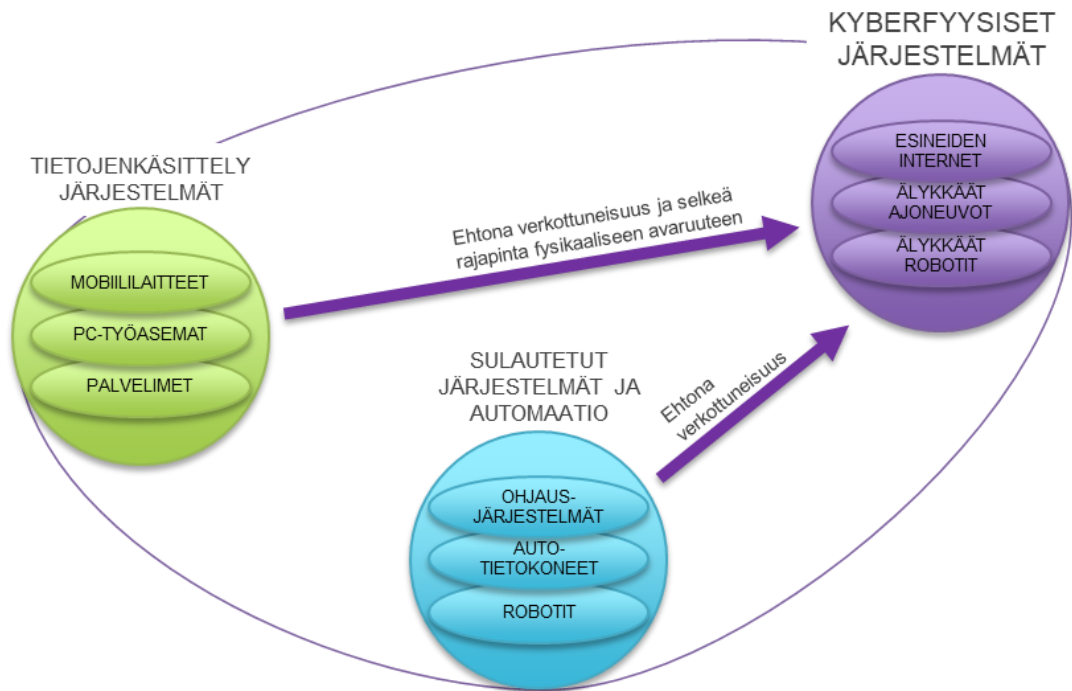 KYBERFYYSISET
JÄRJESTELMÄT
ESINEIDEN
INTERNET
ÄLYKKÄÄT
AJONEUVOT
ÄLYKKÄÄT
ROBOTIT
TIETOJENKÄSITTELY
JÄRJESTELMÄT
MOBIILILAITTEET
PC-TYÖASEMAT
PALVELIMET
Ehtona verkottuneisuus ja selkeä
rajapinta fysikaaliseen avaruuteen
SULAUTETUT
JÄRJESTELMÄT JA
AUTOMAATIO
OHJAUS-
JÄRJESTELMÄT
AUTO-
TIETOKONEET
ROBOTIT
Ehtona
verkottuneisuus